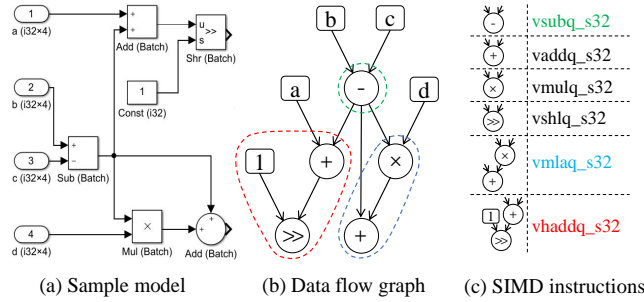 1
a (i32×4)
+
+
Add (Batch)
u
s
>>
Shr (Batch)
2
b (i32×4)
1
Const (i32)
3
c (i32×4)
+
-
Sub (Batch)
4
d (i32×4)
×
Mul (Batch)
+
+
Add (Batch)
(a) Sample model
b
c
a
-
d
1
+
×
>>
+
(b) Data flow graph
-
vsubq_s32
+
vaddq_s32
×
vmulq_s32
>>
vshlq_s32
×
+
vmlaq_s32
1
+
>>
vhaddq_s32
(c) SIMD instructions